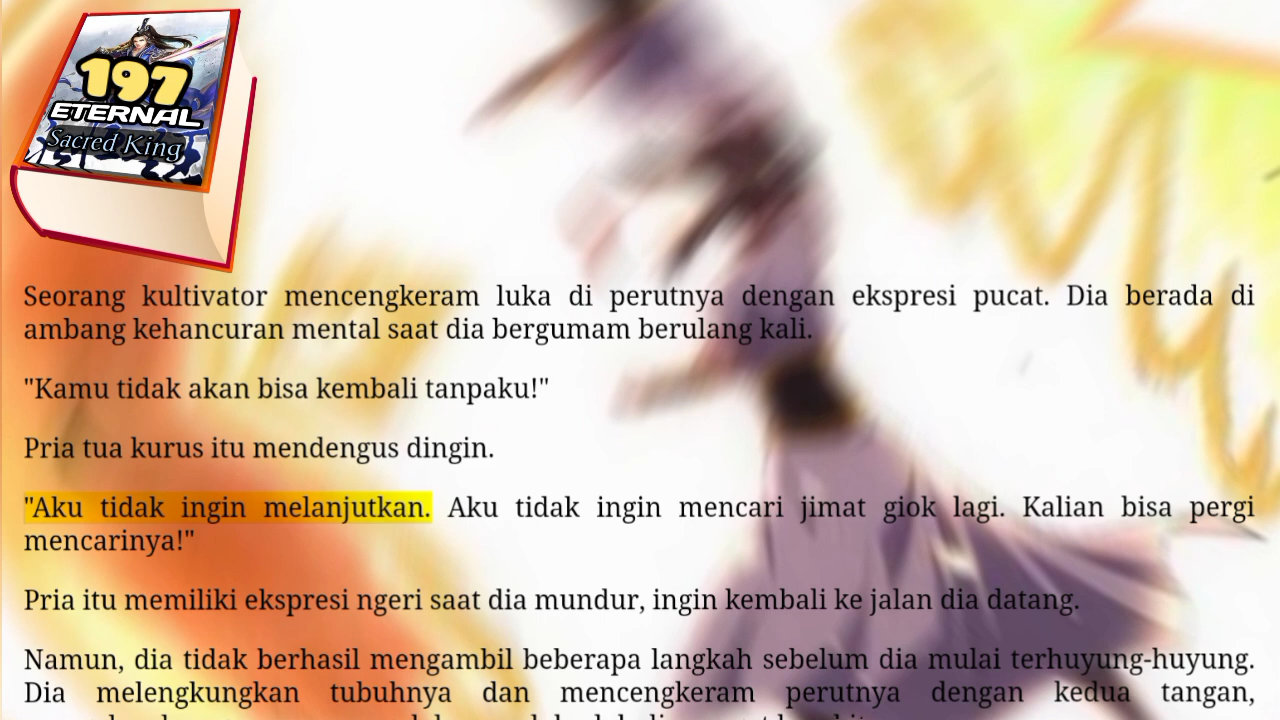 197
ETERNAL
Sacred King
Seorang kultivator mencengkeram luka di perutnya dengan ekspresi pucat. Dia berada di
ambang kehancuran mental saat dia bergumam berulang kali.
"Kamu tidak akan bisa kembali tanpaku!"
Pria tua kurus itu mendengus dingin.
"Aku tidak ingin melanjutkan. Aku tidak ingin mencari jimat giok lagi. Kalian bisa pergi
mencarinya!"
Pria itu memiliki ekspresi ngeri saat dia mundur, ingin kembali ke jalan dia datang.
Namun, dia tidak berhasil mengambil beberapa langkah sebelum dia mulai terhuyung-huyung.
Dia melengkungkan tubuhnya dan mencengkeram perutnya dengan kedua tangan,